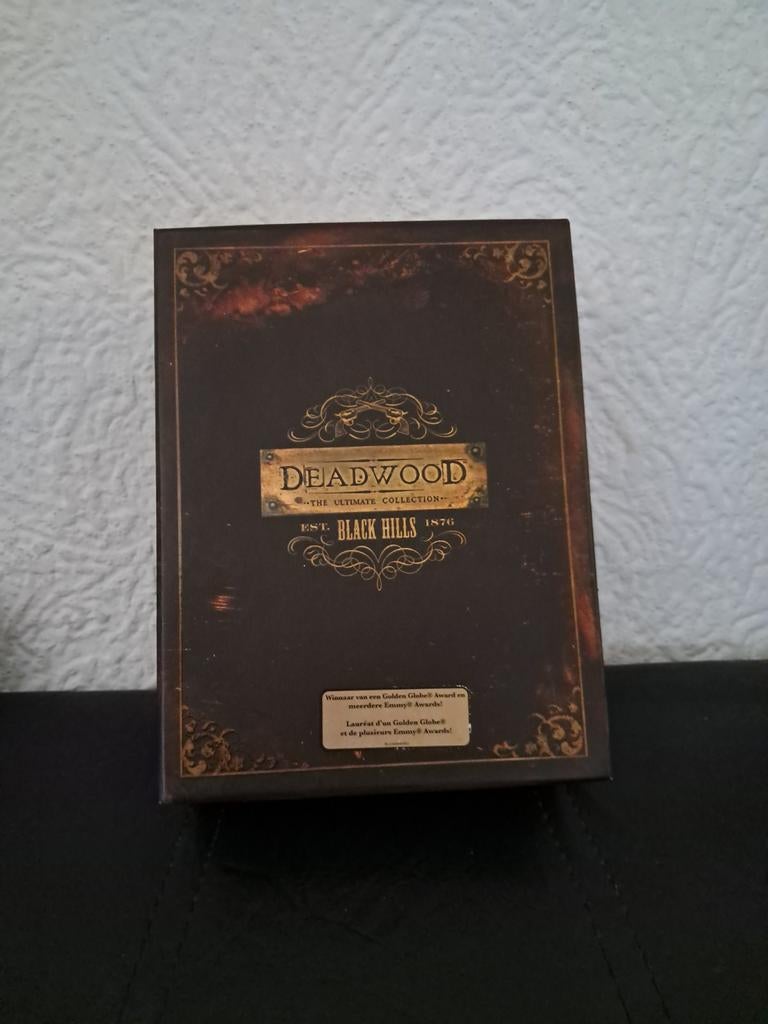 DEADWOOD
THE ULTIMATE COLLECTION
EST. BLACK HILLS 1876
Winnaar van een Golden Globe® Award en
meerdere Emmy® Awards!
Lauréat d'un Golden Globe®
et de plusieurs Emmy® Awards!